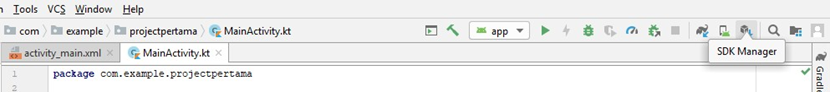 Tools VCS Window Help
com example projectpertama MainActivity.kt app
SDK Manager
activity_main.xml MainActivity.kt
1 package com.example.projectpertama
2
Gradle